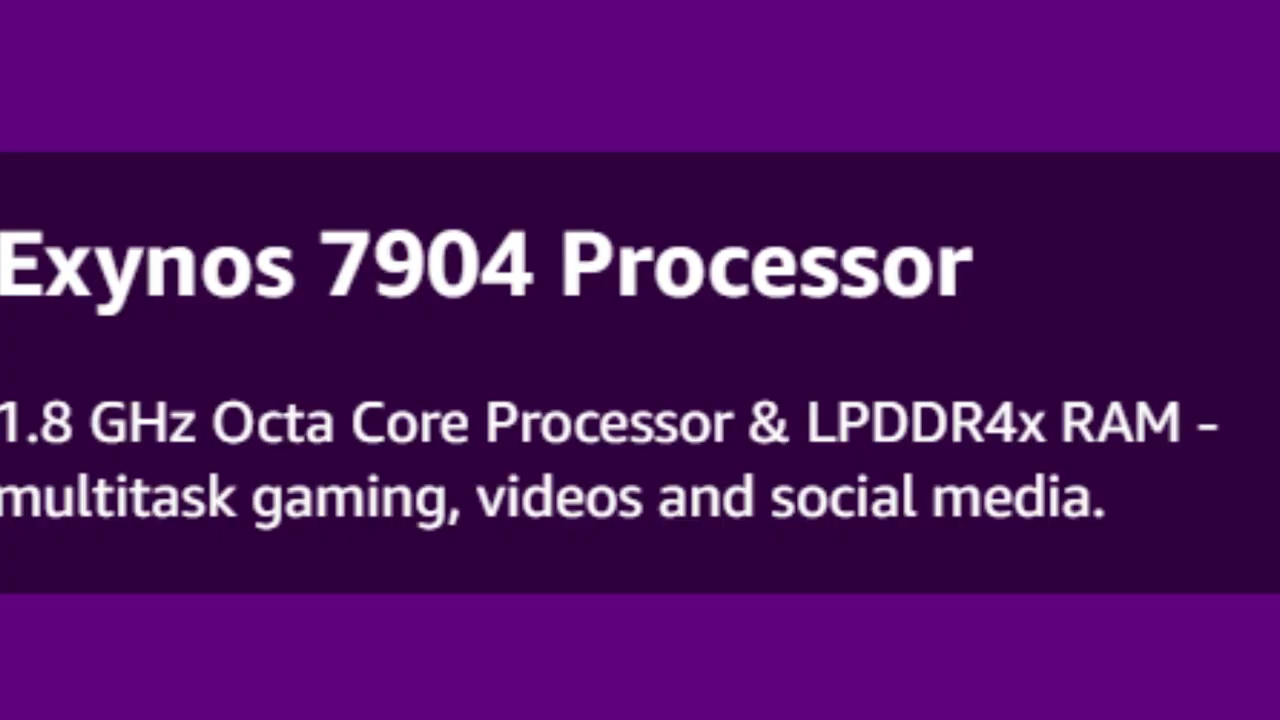 Exynos 7904 Processor
1.8 GHz Octa Core Processor & LPDDR4x RAM -
multitask gaming, videos and social media.